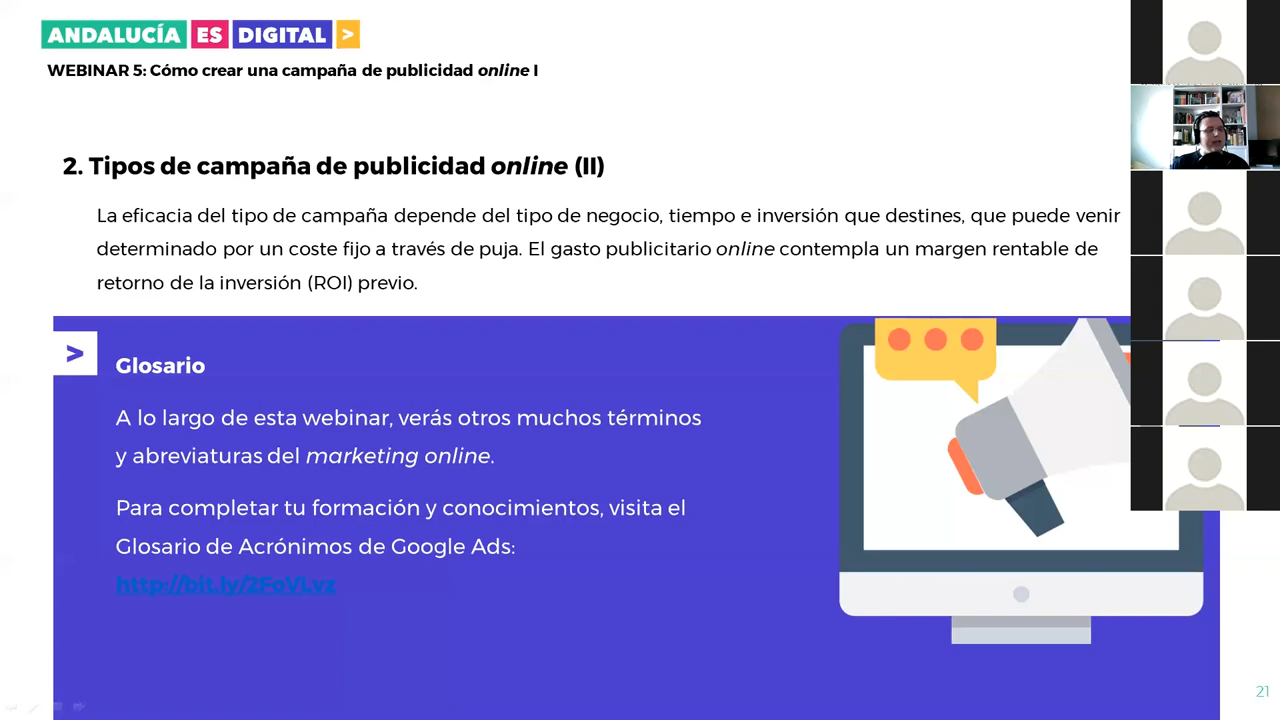 ANDALUCÍA ES DIGITAL >
WEBINAR 5: Cómo crear una campaña de publicidad online I
2. Tipos de campaña de publicidad online (II)
La eficacia del tipo de campaña depende del tipo de negocio, tiempo e inversión que destines, que puede venir
determinado por un coste fijo a través de puja. El gasto publicitario online contempla un margen rentable de
retorno de la inversión (ROI) previo.
>
Glosario
A lo largo de esta webinar, verás otros muchos términos
y abreviaturas del marketing online.
Para completar tu formación y conocimientos, visita el
Glosario de Acrónimos de Google Ads:
http://bit.ly/2FoVLvz
21